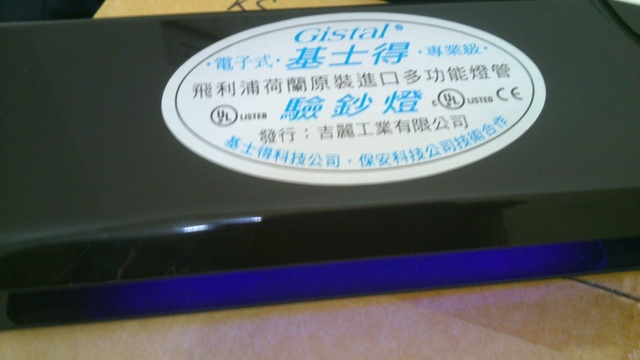 Gistal®
·電子式·基士得·專業級·
飛利浦荷蘭原裝進口多功能燈管
UL LISTED 驗鈔燈 c UL LISTED CE
發行：吉麗工業有限公司
基士得科技公司·保安科技公司技術合作